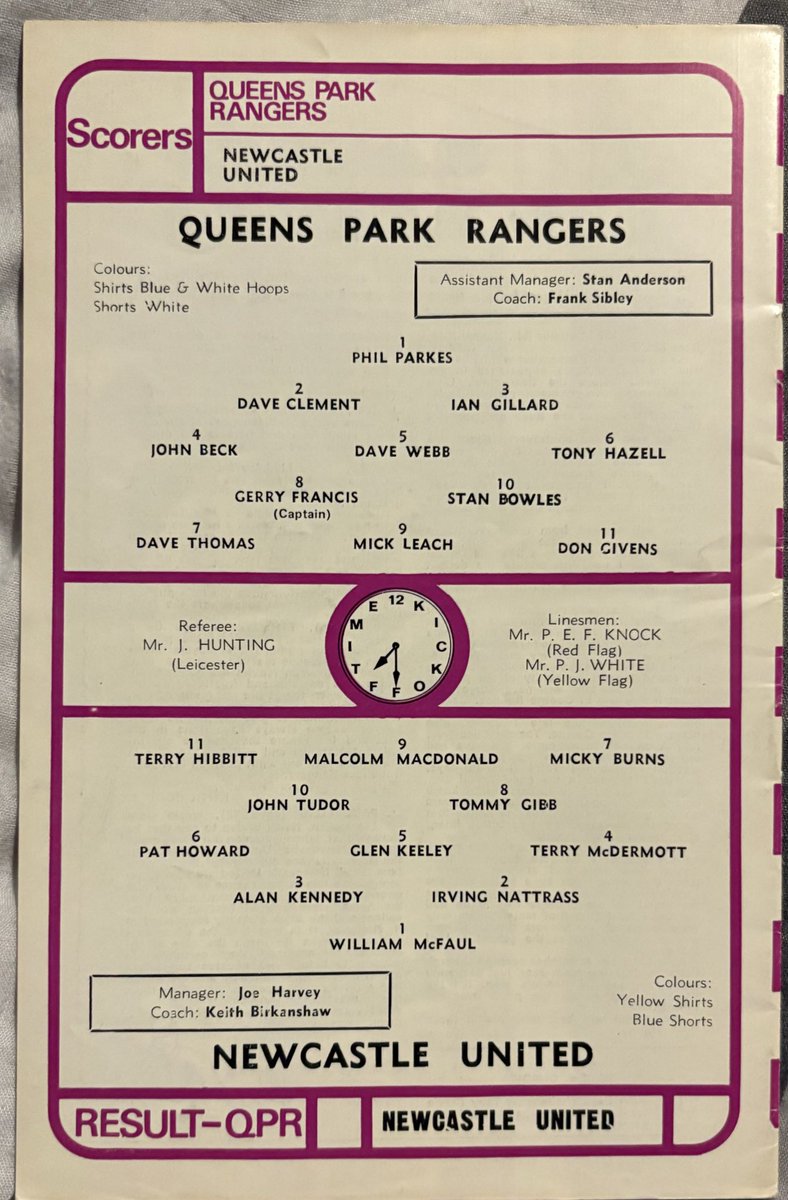 Scorers
QUEENS PARK
RANGERS
NEWCASTLE
UNITED
QUEENS PARK RANGERS
Colours:
Shirts Blue & White Hoops
Shorts White
Assistant Manager: Stan Anderson
Coach: Frank Sibley
1
PHIL PARKES
2 3
DAVE CLEMENT IAN GILLARD
4 5 6
JOHN BECK DAVE WEBB TONY HAZELL
8 10
GERRY FRANCIS STAN BOWLES
(Captain)
7 9 11
DAVE THOMAS MICK LEACH DON GIVENS
Referee:
Mr. J. HUNTING
(Leicester)
12 KICK OFF TIME
Linesmen:
Mr. P. E. F. KNOCK
(Red Flag)
Mr. P. J. WHITE
(Yellow Flag)
11 9 7
TERRY HIBBITT MALCOLM MACDONALD MICKY BURNS
10 8
JOHN TUDOR TOMMY GIBB
6 5 4
PAT HOWARD GLEN KEELEY TERRY McDERMOTT
3 2
ALAN KENNEDY IRVING NATTRASS
1
WILLIAM McFAUL
Manager: Joe Harvey
Coach: Keith Birkanshaw
Colours:
Yellow Shirts
Blue Shorts
NEWCASTLE UNITED
RESULT-QPR NEWCASTLE UNITED